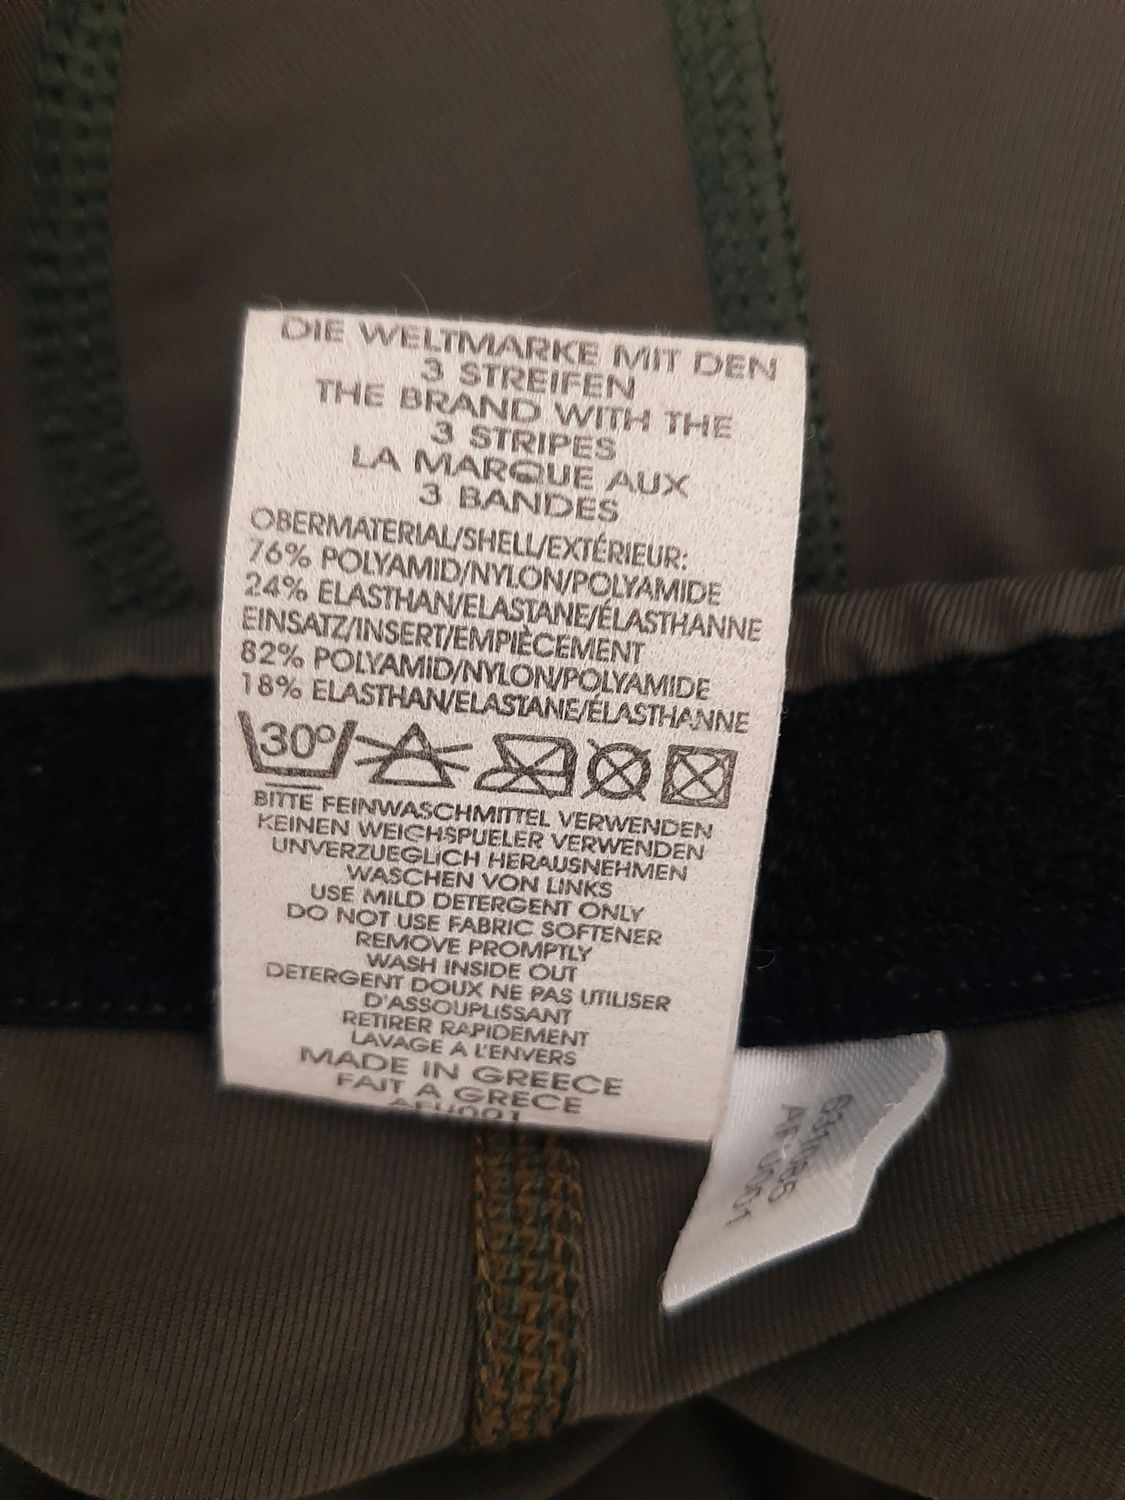 DIE WELTMARKE MIT DEN
3 STREIFEN
THE BRAND WITH THE
3 STRIPES
LA MARQUE AUX
3 BANDES
OBERMATERIAL/SHELL/EXTÉRIEUR:
76% POLYAMID/NYLON/POLYAMIDE
24% ELASTHAN/ELASTANE/ÉLASTHANNE
EINSATZ/INSERT/EMPIÈCEMENT
82% POLYAMID/NYLON/POLYAMIDE
18% ELASTHAN/ELASTANE/ÉLASTHANNE
30°
BITTE FEINWASCHMITTEL VERWENDEN
KEINEN WEICHSPUELER VERWENDEN
UNVERZUEGLICH HERAUSNEHMEN
WASCHEN VON LINKS
USE MILD DETERGENT ONLY
DO NOT USE FABRIC SOFTENER
REMOVE PROMPTLY
WASH INSIDE OUT
DETERGENT DOUX NE PAS UTILISER
D'ASSOUPLISSANT
RETIRER RAPIDEMENT
LAVAGE A L'ENVERS
MADE IN GREECE
FAIT A GRECE